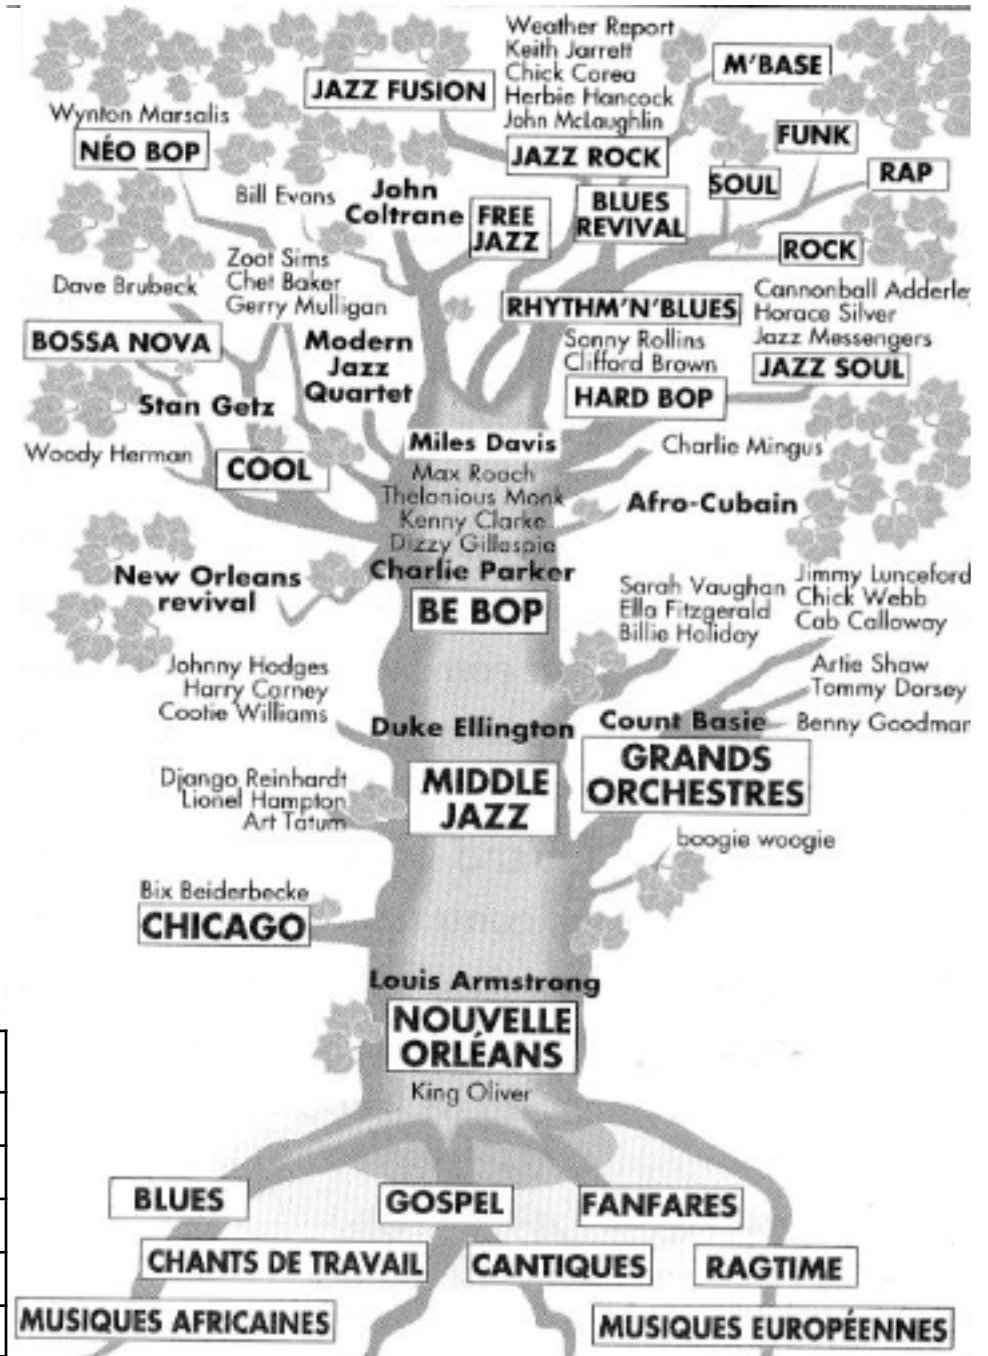 Weather Report
Keith Jarrett
Chick Corea
Herbie Hancock
John McLaughlin
M'BASE
JAZZ FUSION
Wynton Marsalis
NÉO BOP
JAZZ ROCK
FUNK
SOUL
RAP
Bill Evans
John
Coltrane
FREE
JAZZ
BLUES
REVIVAL
ROCK
Zoot Sims
Chet Baker
Gerry Mulligan
Dave Brubeck
RHYTHM'N'BLUES
Cannonball Adderley
Horace Silver
Jazz Messengers
BOSSA NOVA
Modern
Jazz
Quartet
Sonny Rollins
Clifford Brown
JAZZ SOUL
HARD BOP
Stan Getz
Woody Herman
COOL
Miles Davis
Max Roach
Thelonious Monk
Kenny Clarke
Dizzy Gillespie
Charlie Parker
BE BOP
Charlie Mingus
Afro-Cubain
New Orleans
revival
Sarah Vaughan
Ella Fitzgerald
Billie Holiday
Jimmy Lunceford
Chick Webb
Cab Calloway
Johnny Hodges
Harry Carney
Cootie Williams
Artie Shaw
Tommy Dorsey
Benny Goodman
Duke Ellington
Count Basie
GRANDS
ORCHESTRES
MIDDLE
JAZZ
Django Reinhardt
Lionel Hampton
Art Tatum
boogie woogie
Bix Beiderbecke
CHICAGO
Louis Armstrong
NOUVELLE
ORLÉANS
King Oliver
BLUES
GOSPEL
FANFARES
CHANTS DE TRAVAIL
CANTIQUES
RAGTIME
MUSIQUES AFRICAINES
MUSIQUES EUROPÉENNES